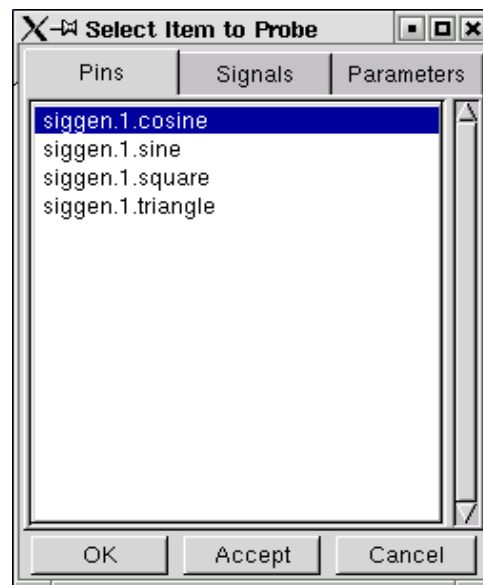 Select Item to Probe
Pins Signals Parameters
siggen.1.cosine
siggen.1.sine
siggen.1.square
siggen.1.triangle
OK Accept Cancel